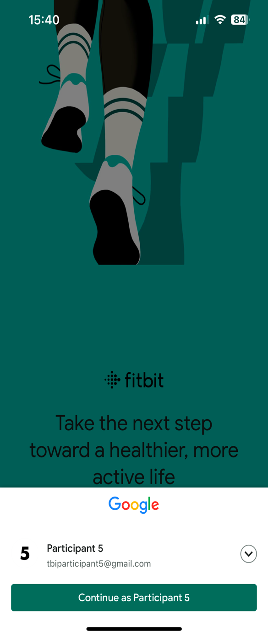 15:40
84
fitbit
Take the next step
toward a healthier, more
active life
Google
5
Participant 5
tbiparticipant5@gmail.com
Continue as Participant 5